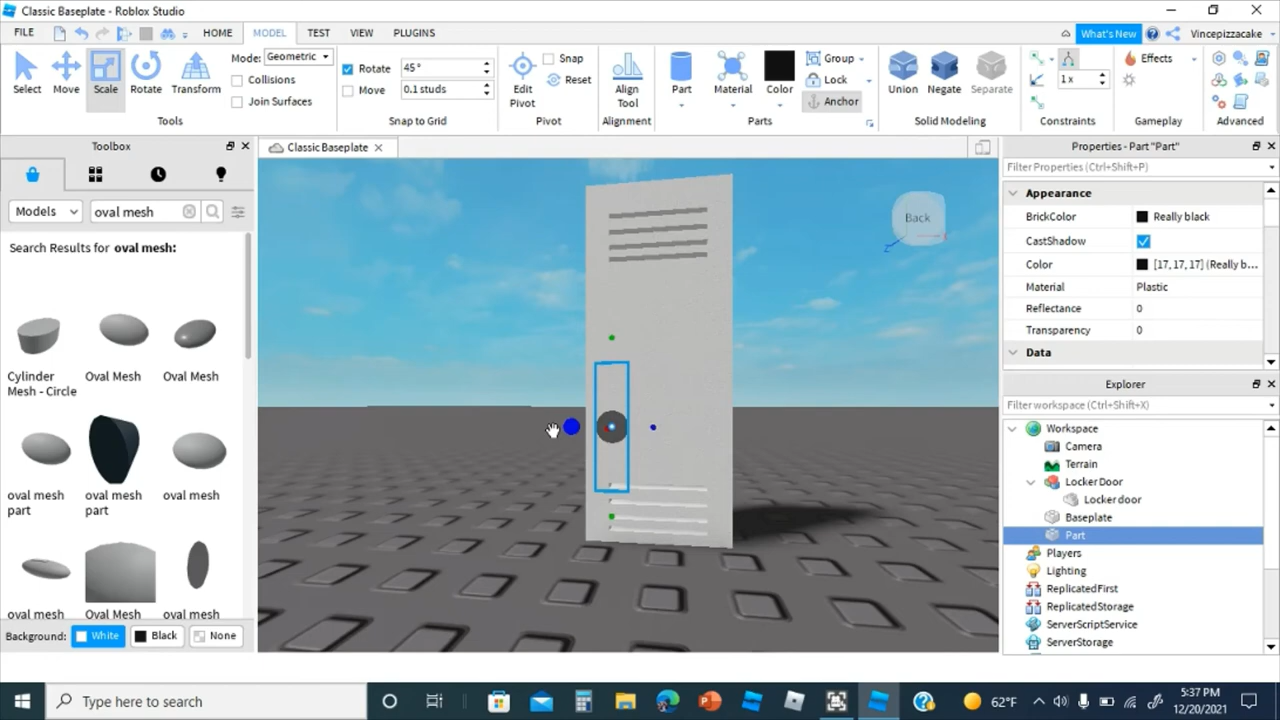 Classic Baseplate - Roblox Studio
FILE HOME MODEL TEST VIEW PLUGINS What's New Vincepizzacake
Select Move Scale Rotate Transform
Mode: Geometric
Collisions
Join Surfaces
Tools
Rotate 45°
Move 0.1 studs
Snap to Grid
Edit Pivot
Snap
Reset
Pivot
Align Tool
Alignment
Part Material Color
Group
Lock
Anchor
Parts
Union Negate Separate
Solid Modeling
1 x
Constraints
Effects
Gameplay
Advanced
Toolbox
Models oval mesh
Search Results for oval mesh:
Cylinder Mesh - Circle
Oval Mesh
Oval Mesh
oval mesh part
oval mesh part
oval mesh
oval mesh
Oval Mesh
oval mesh
Background: White Black None
Classic Baseplate
Back
Z
Properties - Part "Part"
Filter Properties (Ctrl+Shift+P)
Appearance
BrickColor Really black
CastShadow
Color [17, 17, 17] (Really b...
Material Plastic
Reflectance 0
Transparency 0
Data
Explorer
Filter workspace (Ctrl+Shift+X)
Workspace
Camera
Terrain
Locker Door
Locker door
Baseplate
Part
Players
Lighting
ReplicatedFirst
ReplicatedStorage
ServerScriptService
ServerStorage
Type here to search
62°F
5:37 PM
12/20/2021